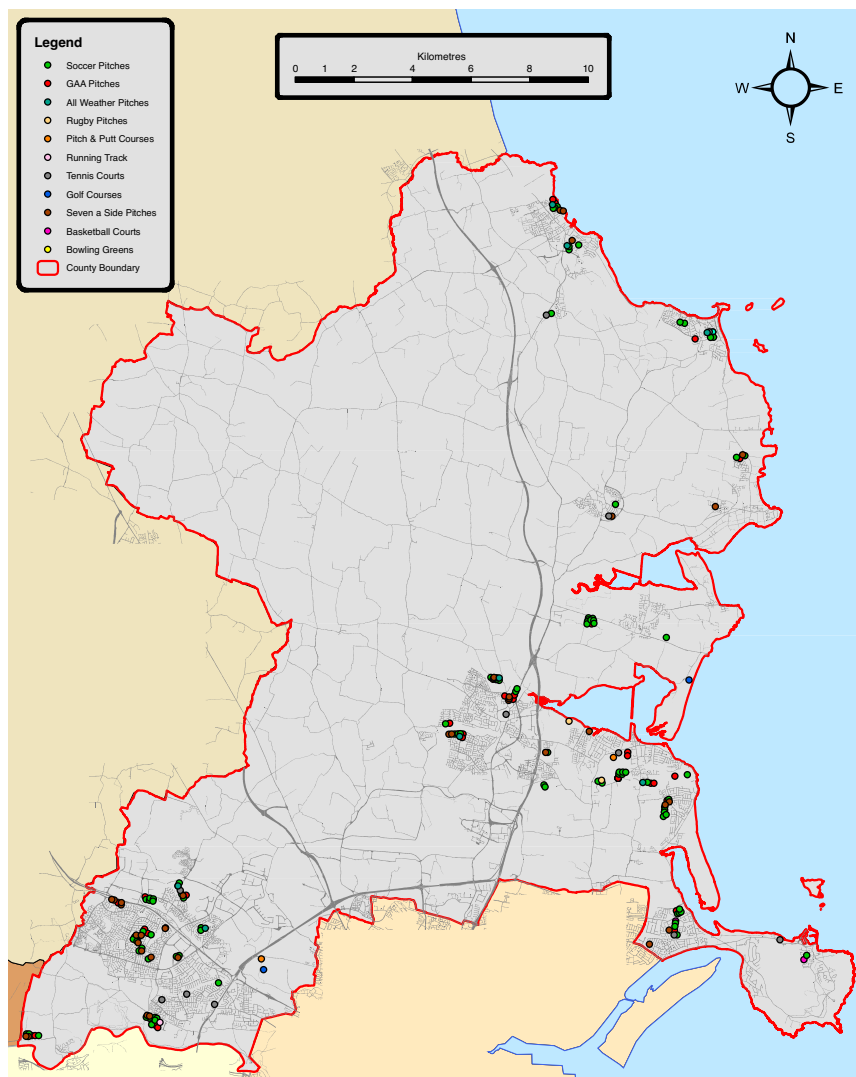 Legend
Soccer Pitches
GAA Pitches
All Weather Pitches
Rugby Pitches
Pitch & Putt Courses
Running Track
Tennis Courts
Golf Courses
Seven a Side Pitches
Basketball Courts
Bowling Greens
County Boundary
Kilometres
0 1 2 4 6 8 10
N
W E
S